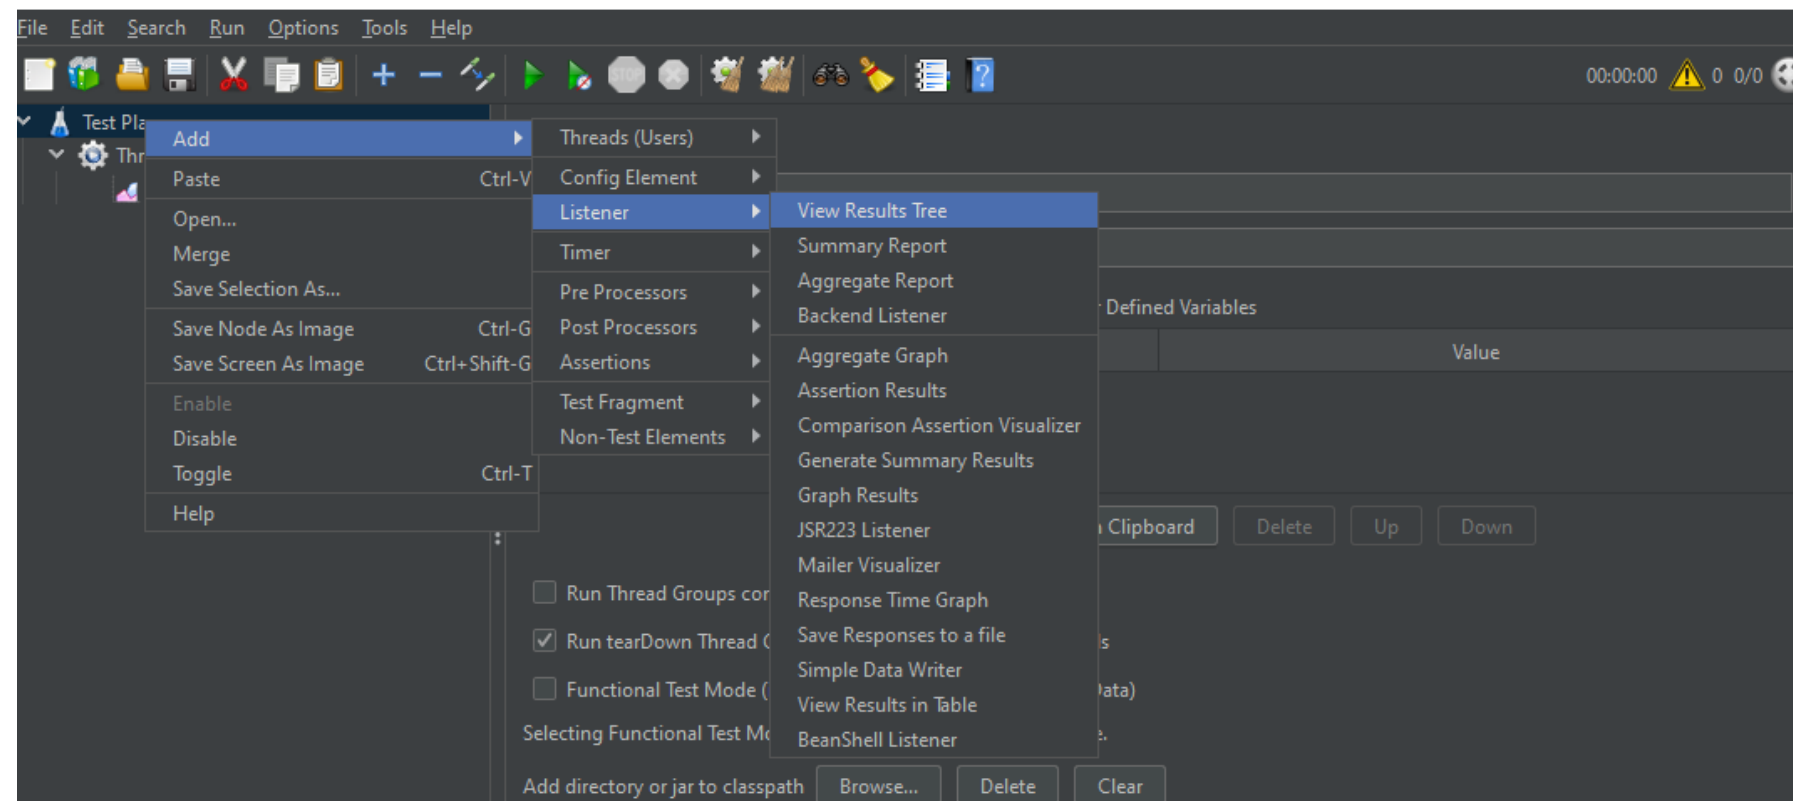 File Edit Search Run Options Tools Help
STOP
?
00:00:00 0 0/0
Test Pla
Thr
Add
Paste Ctrl-V
Open...
Merge
Save Selection As...
Save Node As Image Ctrl-G
Save Screen As Image Ctrl+Shift-G
Enable
Disable
Toggle Ctrl-T
Help
Threads (Users)
Config Element
Listener
Timer
Pre Processors
Post Processors
Assertions
Test Fragment
Non-Test Elements
View Results Tree
Summary Report
Aggregate Report
Backend Listener
Aggregate Graph
Assertion Results
Comparison Assertion Visualizer
Generate Summary Results
Graph Results
JSR223 Listener
Mailer Visualizer
Response Time Graph
Save Responses to a file
Simple Data Writer
View Results in Table
BeanShell Listener
Defined Variables
Value
Clipboard Delete Up Down
Run Thread Groups con
Run tearDown Thread
Functional Test Mode ( ata)
Selecting Functional Test Mo e.
Add directory or jar to classpath Browse... Delete Clear